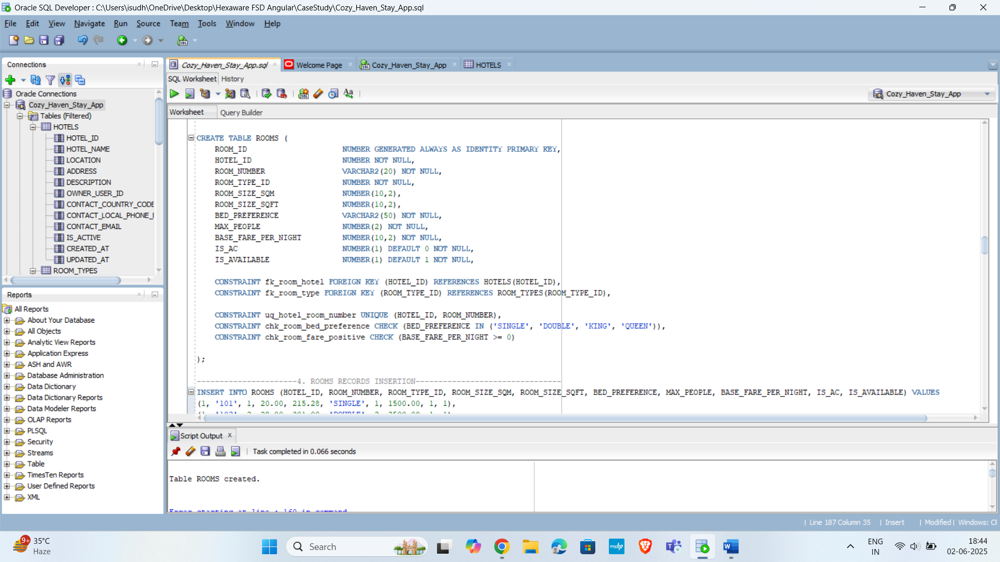 Oracle SQL Developer : C:\Users\isudh\OneDrive\Desktop\Hexaware FSD Angular\CaseStudy\Cozy_Haven_Stay_App.sql
File Edit View Navigate Run Source Team Tools Window Help
Connections
Oracle Connections
Cozy_Haven_Stay_App
Tables (Filtered)
HOTELS
HOTEL_ID
HOTEL_NAME
LOCATION
ADDRESS
DESCRIPTION
OWNER_USER_ID
CONTACT_COUNTRY_CODE
CONTACT_LOCAL_PHONE_
CONTACT_EMAIL
IS_ACTIVE
CREATED_AT
UPDATED_AT
ROOM_TYPES
Reports
All Reports
About Your Database
All Objects
Analytic View Reports
Application Express
ASH and AWR
Database Administration
Data Dictionary
Data Dictionary Reports
Data Modeler Reports
OLAP Reports
PLSQL
Security
Streams
Table
TimesTen Reports
User Defined Reports
XML
Cozy_Haven_Stay_App.sql Welcome Page Cozy_Haven_Stay_App HOTELS
SQL Worksheet History
Cozy_Haven_Stay_App
Worksheet Query Builder
CREATE TABLE ROOMS (
ROOM_ID NUMBER GENERATED ALWAYS AS IDENTITY PRIMARY KEY,
HOTEL_ID NUMBER NOT NULL,
ROOM_NUMBER VARCHAR2(20) NOT NULL,
ROOM_TYPE_ID NUMBER NOT NULL,
ROOM_SIZE_SQM NUMBER(10,2),
ROOM_SIZE_SQFT NUMBER(10,2),
BED_PREFERENCE VARCHAR2(50) NOT NULL,
MAX_PEOPLE NUMBER(2) NOT NULL,
BASE_FARE_PER_NIGHT NUMBER(10,2) NOT NULL,
IS_AC NUMBER(1) DEFAULT 0 NOT NULL,
IS_AVAILABLE NUMBER(1) DEFAULT 1 NOT NULL,
CONSTRAINT fk_room_hotel FOREIGN KEY (HOTEL_ID) REFERENCES HOTELS(HOTEL_ID),
CONSTRAINT fk_room_type FOREIGN KEY (ROOM_TYPE_ID) REFERENCES ROOM_TYPES(ROOM_TYPE_ID),
CONSTRAINT uq_hotel_room_number UNIQUE (HOTEL_ID, ROOM_NUMBER),
CONSTRAINT chk_room_bed_preference CHECK (BED_PREFERENCE IN ('SINGLE', 'DOUBLE', 'KING', 'QUEEN')),
CONSTRAINT chk_room_fare_positive CHECK (BASE_FARE_PER_NIGHT >= 0)
);
----------------------4. ROOMS RECORDS INSERTION--------------------------------
INSERT INTO ROOMS (HOTEL_ID, ROOM_NUMBER, ROOM_TYPE_ID, ROOM_SIZE_SQM, ROOM_SIZE_SQFT, BED_PREFERENCE, MAX_PEOPLE, BASE_FARE_PER_NIGHT, IS_AC, IS_AVAILABLE) VALUES
(1, '101', 1, 20.00, 215.28, 'SINGLE', 1, 1500.00, 1, 1),
Script Output
Task completed in 0.066 seconds
Table ROOMS created.
Error starting at line : 160 in command
Line 187 Column 35 Insert Modified Windows: CR
9+
35°C
Haze
Search
myhp
W
ENG
IN
18:44
02-06-2025